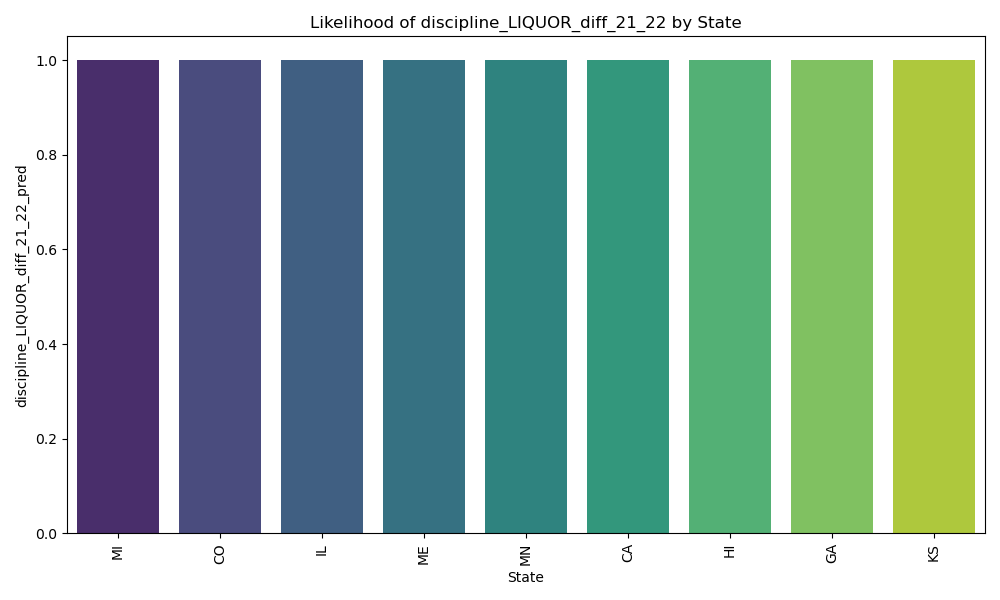 Likelihood of discipline_LIQUOR_diff_21_22 by State
discipline_LIQUOR_diff_21_22_pred
1.0
0.8
0.6
0.4
0.2
0.0
MI CO IL ME MN CA HI GA KS
State